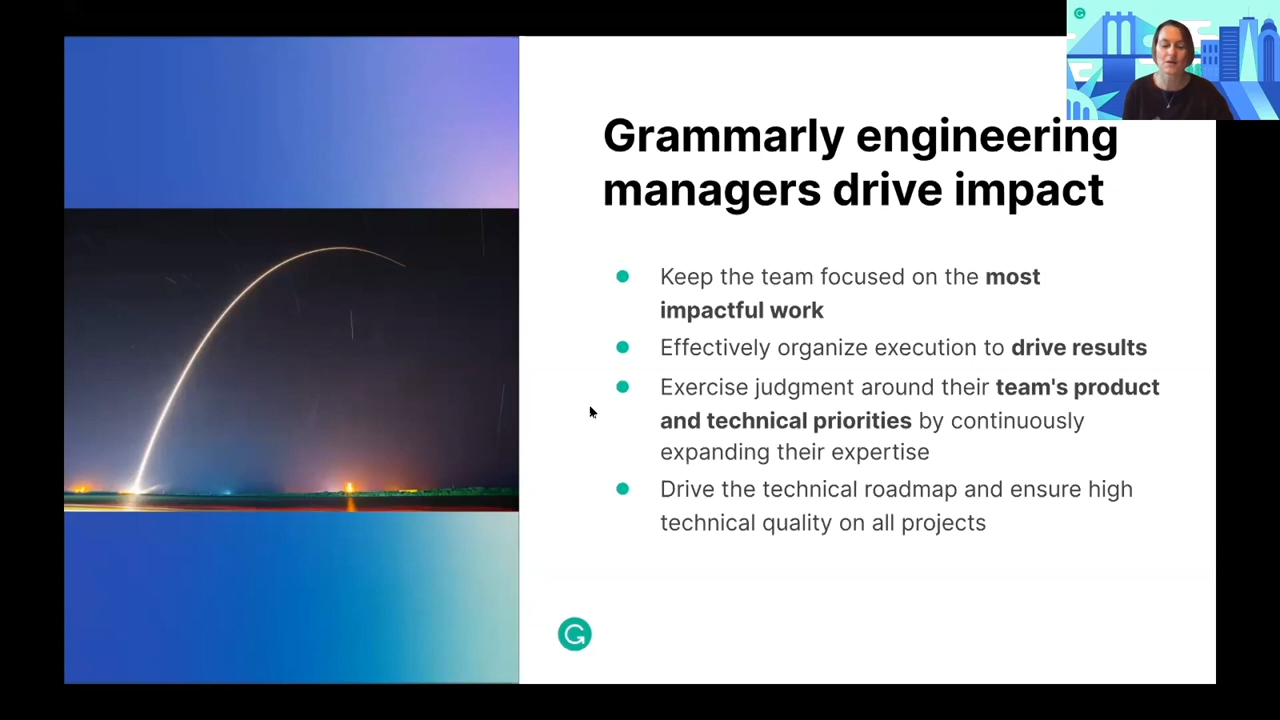 Grammarly engineering
managers drive impact
Keep the team focused on the most
impactful work
Effectively organize execution to drive results
Exercise judgment around their team's product
and technical priorities by continuously
expanding their expertise
Drive the technical roadmap and ensure high
technical quality on all projects